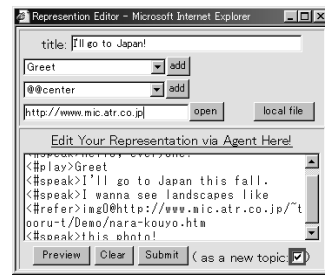 Represention Editor - Microsoft Internet Explorer
title: I'll go to Japan!
Greet add
@@center add
http://www.mic.atr.co.jp open local file
Edit Your Representation via Agent Here!
<#speak>Hello, everyone!
<#play>Greet
<#speak>I'll go to Japan this fall.
<#speak>I wanna see landscapes like
<#refer>img0@http://www.mic.atr.co.jp/~t
ooru-t/Demo/nara-kouyo.htm
<#speak>this photo!
Preview Clear Submit ( as a new topic: )